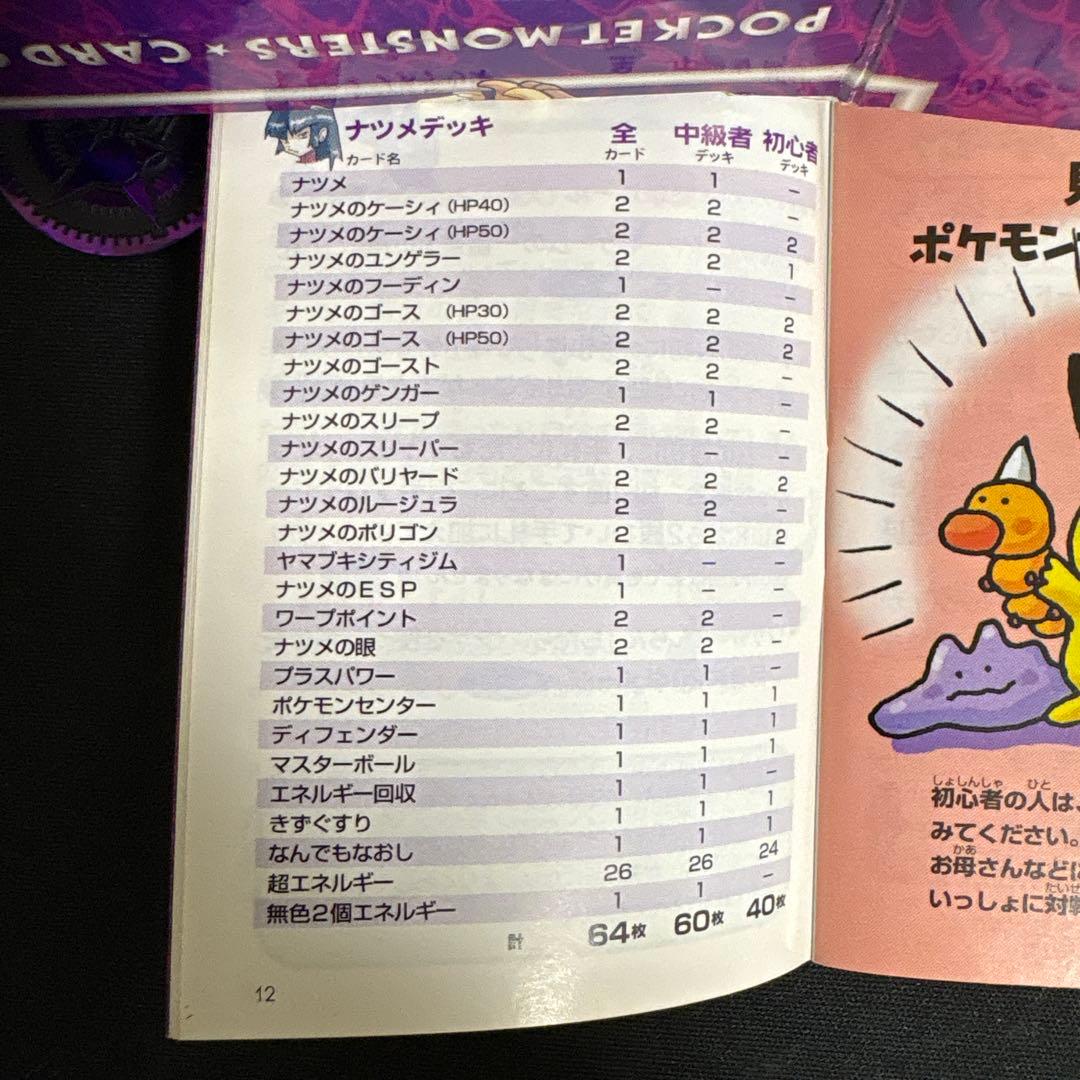 POCKET MONSTERS ★ CARD
ナツメデッキ 全 中級者 初心者
カード名 カード デッキ デッキ
ナツメ 1 1 –
ナツメのケーシィ (HP40) 2 2 –
ナツメのケーシィ (HP50) 2 2 2
ナツメのユンゲラー 2 2 1
ナツメのフーディン 1 – –
ナツメのゴース (HP30) 2 2 2
ナツメのゴース (HP50) 2 2 2
ナツメのゴースト 2 2 –
ナツメのゲンガー 1 1 –
ナツメのスリープ 2 2 –
ナツメのスリーパー 1 – –
ナツメのバリヤード 2 2 2
ナツメのルージュラ 2 2 –
ナツメのポリゴン 2 2 2
ヤマブキシティジム 1 – –
ナツメのESP 1 – –
ワープポイント 2 2 –
ナツメの眼 2 2 –
プラスパワー 1 1 –
ポケモンセンター 1 1 1
ディフェンダー 1 1 1
マスターボール 1 1 1
エネルギー回収 1 1 –
きずぐすり 1 1 1
なんでもなおし 1 1 1
超エネルギー 26 26 24
無色2個エネルギー 1 1 –
計 64枚 60枚 40枚
12
ポケモン
しょしんしゃ ひと
初心者の人は、
みてください。
かあ
お母さんなどに
たいせ
いっしょに対戦